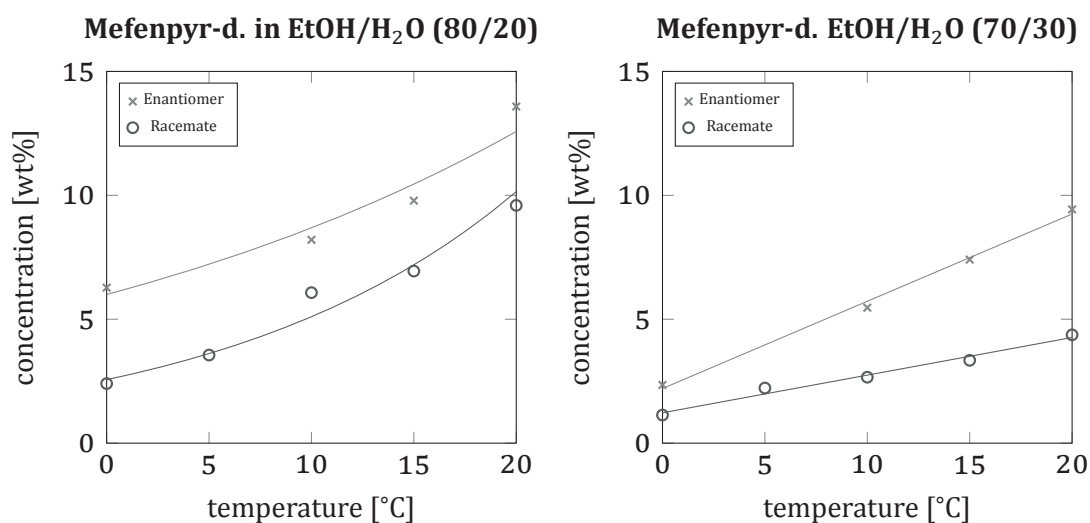 Mefenpyr-d. in EtOH/H₂O (80/20)
15
10
5
0
0 5 10 15 20
concentration [wt%]
temperature [°C]
Enantiomer
Racemate
Mefenpyr-d. EtOH/H₂O (70/30)
15
10
5
0
0 5 10 15 20
concentration [wt%]
temperature [°C]
Enantiomer
Racemate